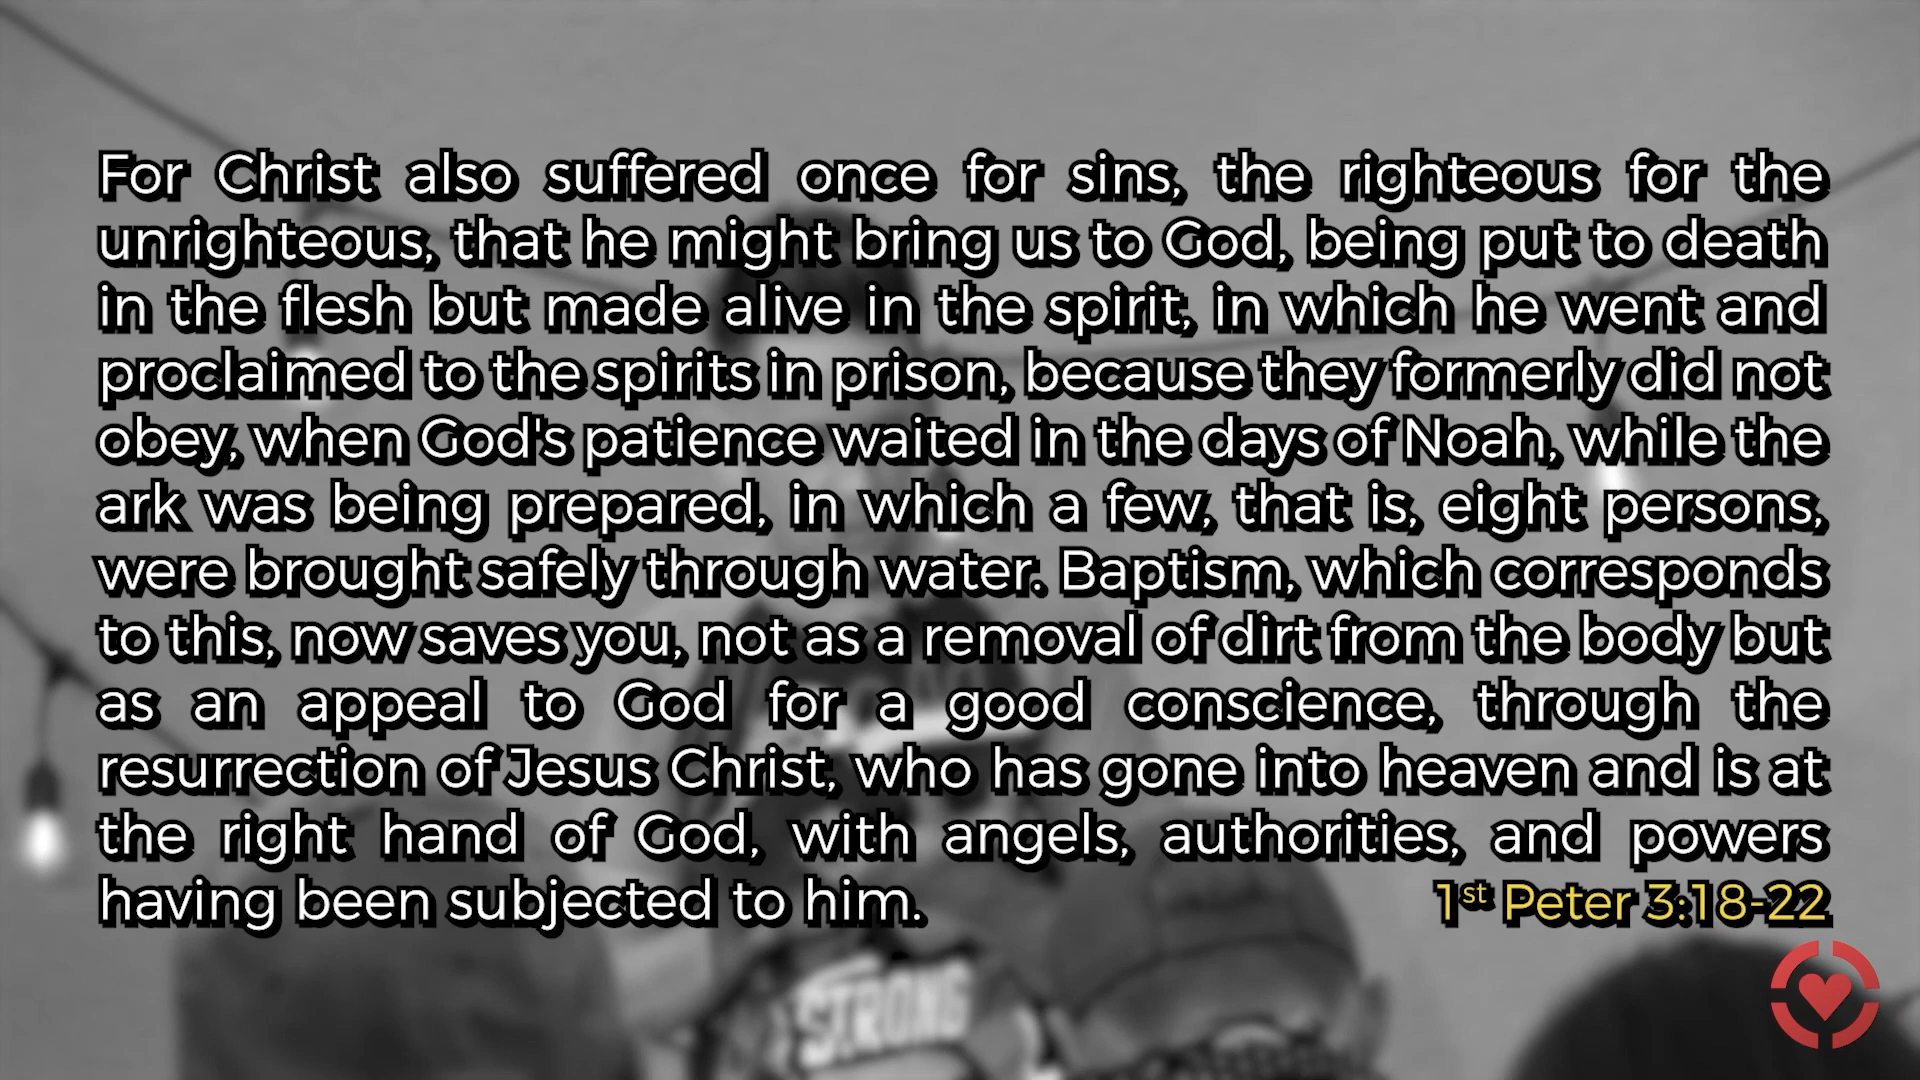 For Christ also suffered once for sins, the righteous for the
unrighteous, that he might bring us to God, being put to death
in the flesh but made alive in the spirit, in which he went and
proclaimed to the spirits in prison, because they formerly did not
obey, when God's patience waited in the days of Noah, while the
ark was being prepared, in which a few, that is, eight persons,
were brought safely through water. Baptism, which corresponds
to this, now saves you, not as a removal of dirt from the body but
as an appeal to God for a good conscience, through the
resurrection of Jesus Christ, who has gone into heaven and is at
the right hand of God, with angels, authorities, and powers
having been subjected to him. 1st Peter 3:18-22
STRONG